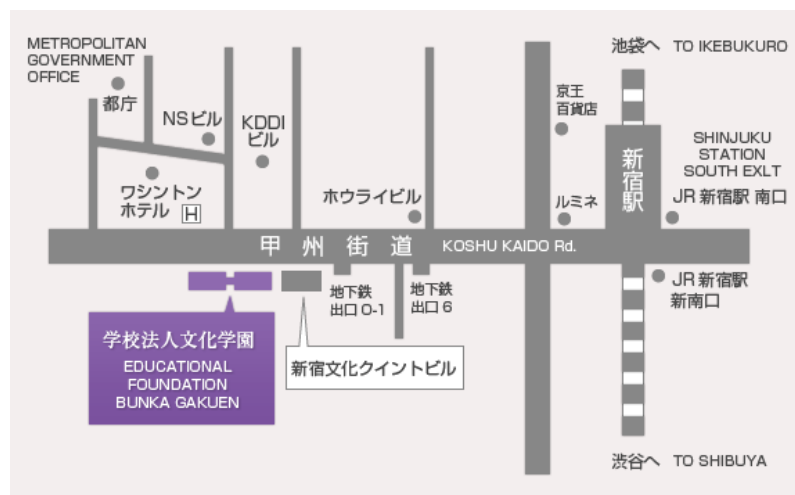 METROPOLITAN
GOVERNMENT
OFFICE
都庁
NSビル
KDDI
ビル
ワシントン
ホテル H
ホウライビル
京王
百貨店
ルミネ
池袋へ TO IKEBUKURO
新宿駅
SHINJUKU
STATION
SOUTH EXLT
JR 新宿駅 南口
甲州街道 KOSHU KAIDO Rd.
地下鉄
出口 O-1
地下鉄
出口 6
JR 新宿駅
新南口
学校法人文化学園
EDUCATIONAL
FOUNDATION
BUNKA GAKUEN
新宿文化クイントビル
渋谷へ TO SHIBUYA